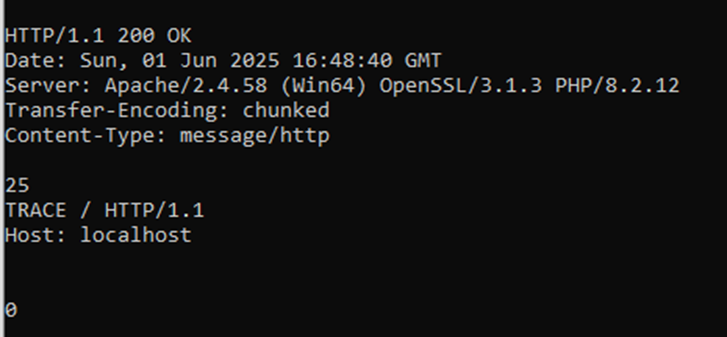 HTTP/1.1 200 OK
Date: Sun, 01 Jun 2025 16:48:40 GMT
Server: Apache/2.4.58 (Win64) OpenSSL/3.1.3 PHP/8.2.12
Transfer-Encoding: chunked
Content-Type: message/http
25
TRACE / HTTP/1.1
Host: localhost
0